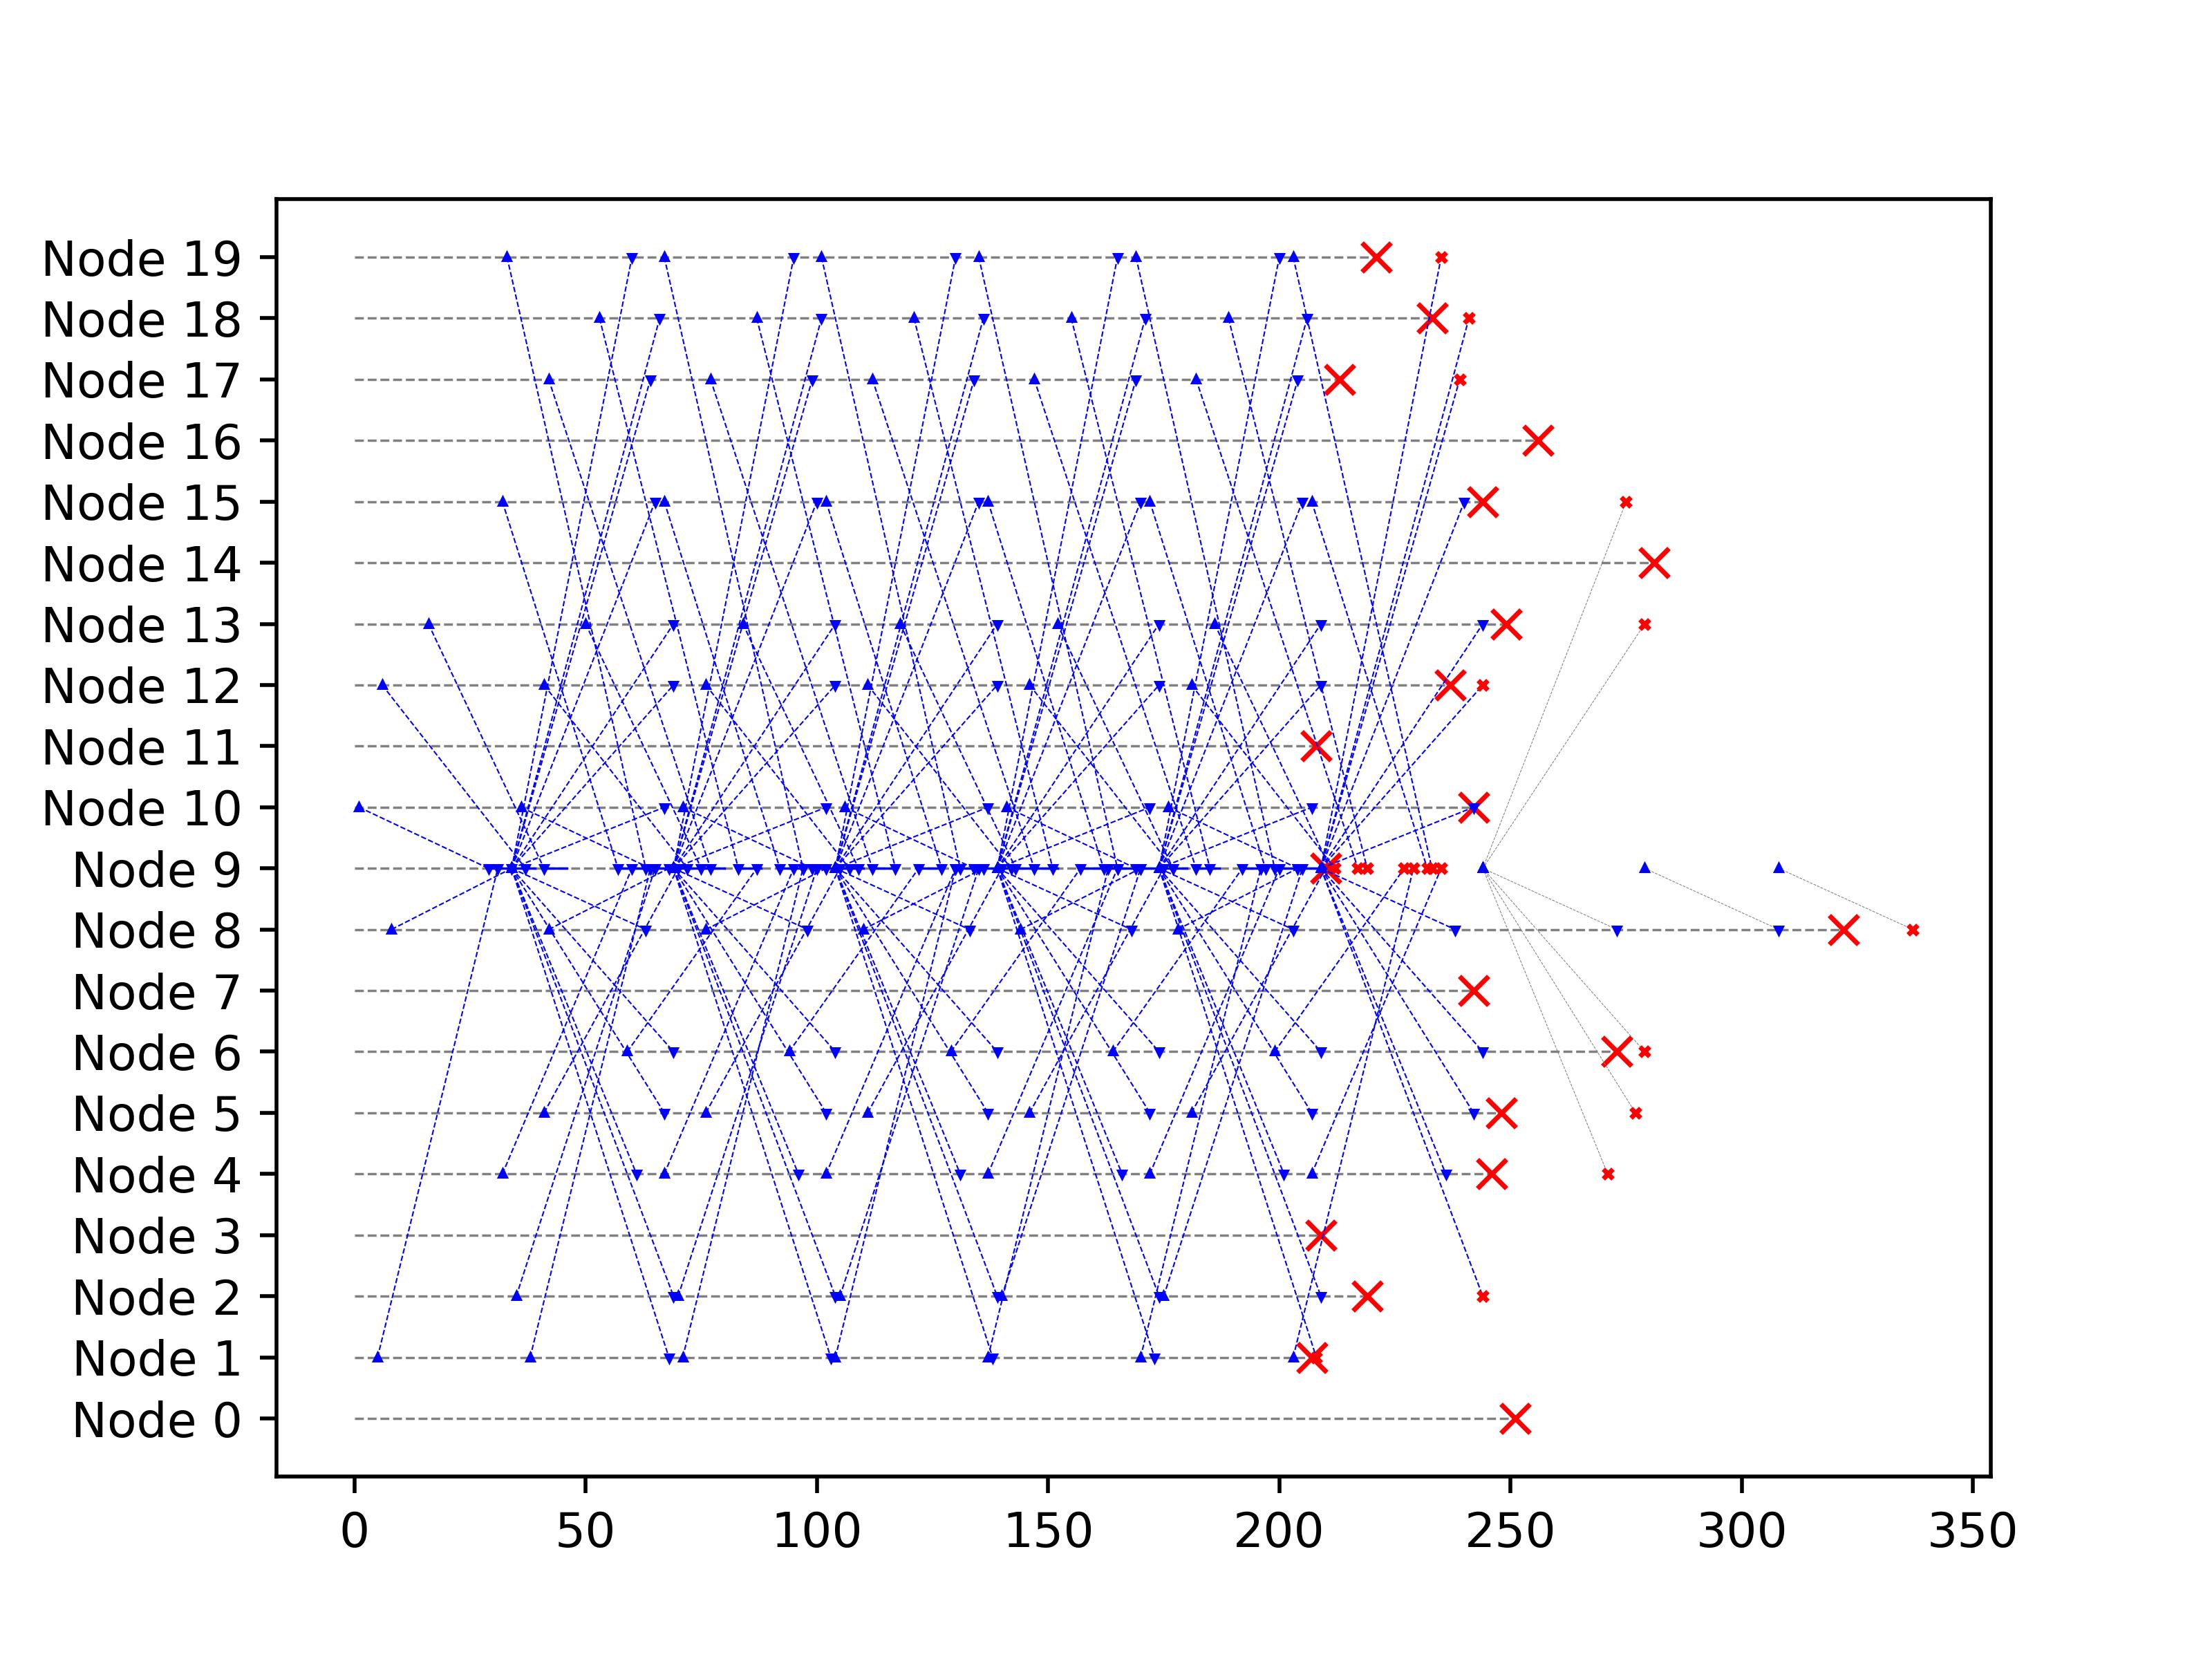 Node 19
Node 18
Node 17
Node 16
Node 15
Node 14
Node 13
Node 12
Node 11
Node 10
Node 9
Node 8
Node 7
Node 6
Node 5
Node 4
Node 3
Node 2
Node 1
Node 0
0 50 100 150 200 250 300 350